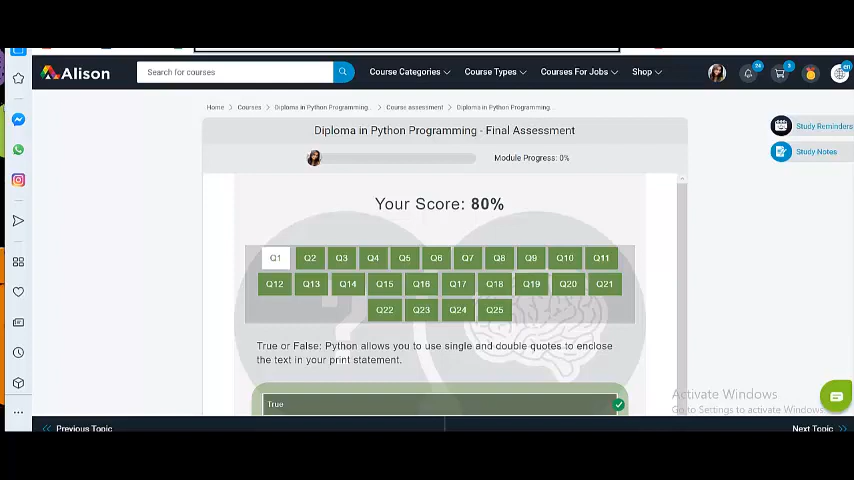 Alison
Search for courses
Course Categories
Course Types
Courses For Jobs
Shop
24
3
en
Home > Courses > Diploma in Python Programming... > Course assessment > Diploma in Python Programming...
Diploma in Python Programming - Final Assessment
Study Reminders
Module Progress: 0%
Study Notes
Your Score: 80%
Q1 Q2 Q3 Q4 Q5 Q6 Q7 Q8 Q9 Q10 Q11
Q12 Q13 Q14 Q15 Q16 Q17 Q18 Q19 Q20 Q21
Q22 Q23 Q24 Q25
True or False: Python allows you to use single and double quotes to enclose
the text in your print statement.
True
Activate Windows
Go to Settings to activate Windows.
Previous Topic
Next Topic